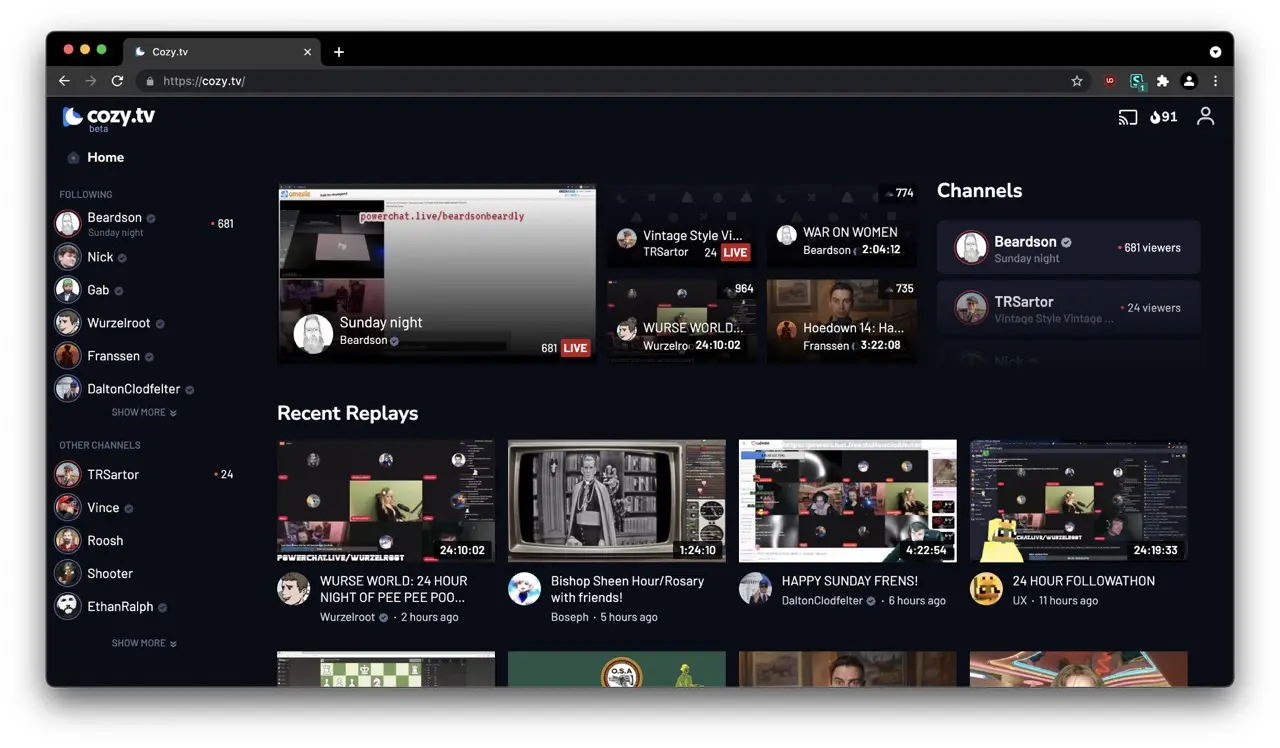 Cozy.tv
https://cozy.tv/
cozy.tv
beta
91
Home
FOLLOWING
Beardson
Sunday night
681
Nick
Gab
Wurzelroot
Franssen
DaltonClodfelter
SHOW MORE
OTHER CHANNELS
TRSartor
24
Vince
Roosh
Shooter
EthanRalph
SHOW MORE
powerchat.live/beardsonbeardly
Sunday night
Beardson
681 LIVE
Vintage Style Vi...
TRSartor 24 LIVE
774
WAR ON WOMEN
Beardson 2:04:12
964
WURSE WORLD...
Wurzelro 24:10:02
735
Hoedown 14: Ha...
Franssen 3:22:08
Channels
Beardson
Sunday night
681 viewers
TRSartor
Vintage Style Vintage ...
24 viewers
Nick
Recent Replays
POWERCHAT.LIVE/WURZELROOT
24:10:02
WURSE WORLD: 24 HOUR
NIGHT OF PEE PEE POO...
Wurzelroot · 2 hours ago
1:24:10
Bishop Sheen Hour/Rosary
with friends!
Boseph · 5 hours ago
4:22:54
HAPPY SUNDAY FRENS!
DaltonClodfelter · 6 hours ago
24:19:33
24 HOUR FOLLOWATHON
UX · 11 hours ago
O.S.A